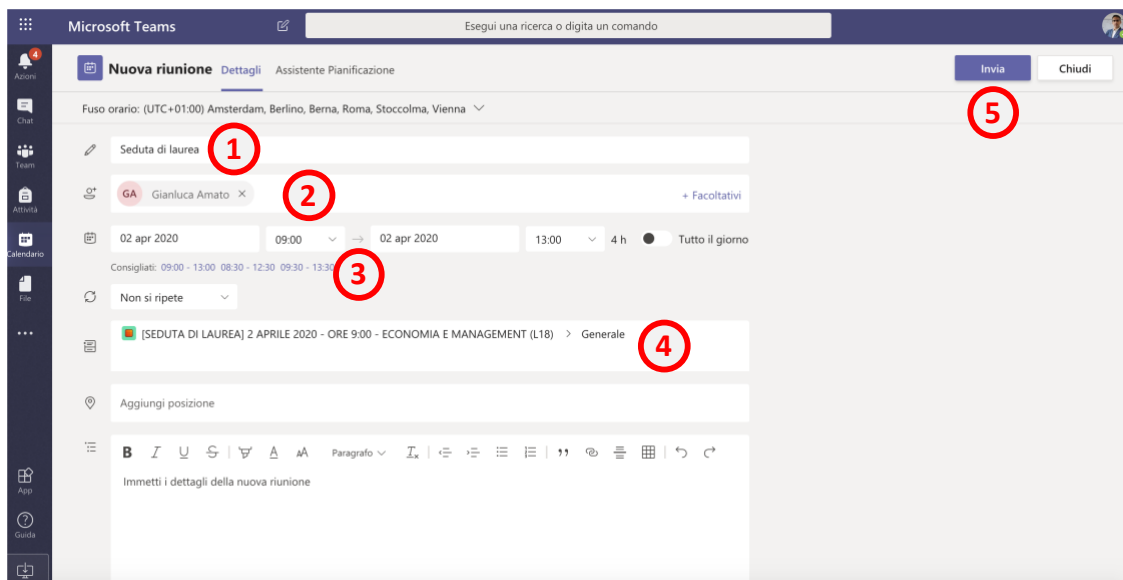 Microsoft Teams Esegui una ricerca o digita un comando
4
Azioni
Chat
Team
Attività
Calendario
File
App
Guida
Nuova riunione Dettagli Assistente Pianificazione Invia Chiudi
5
Fuso orario: (UTC+01:00) Amsterdam, Berlino, Berna, Roma, Stoccolma, Vienna
Seduta di laurea 1
GA Gianluca Amato × 2 + Facoltativi
02 apr 2020 09:00 → 02 apr 2020 13:00 4 h Tutto il giorno
Consigliati: 09:00 - 13:00 08:30 - 12:30 09:30 - 13:30 3
Non si ripete
[SEDUTA DI LAUREA] 2 APRILE 2020 - ORE 9:00 - ECONOMIA E MANAGEMENT (L18) > Generale 4
Aggiungi posizione
B I U S A AA Paragrafo Tx
Immetti i dettagli della nuova riunione